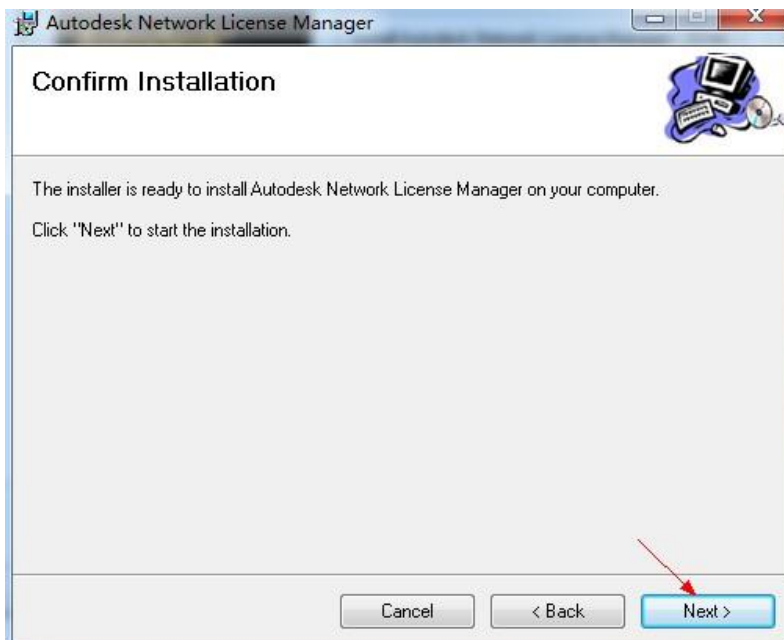 Autodesk Network License Manager
Confirm Installation
The installer is ready to install Autodesk Network License Manager on your computer.
Click "Next" to start the installation.
Cancel
< Back
Next >